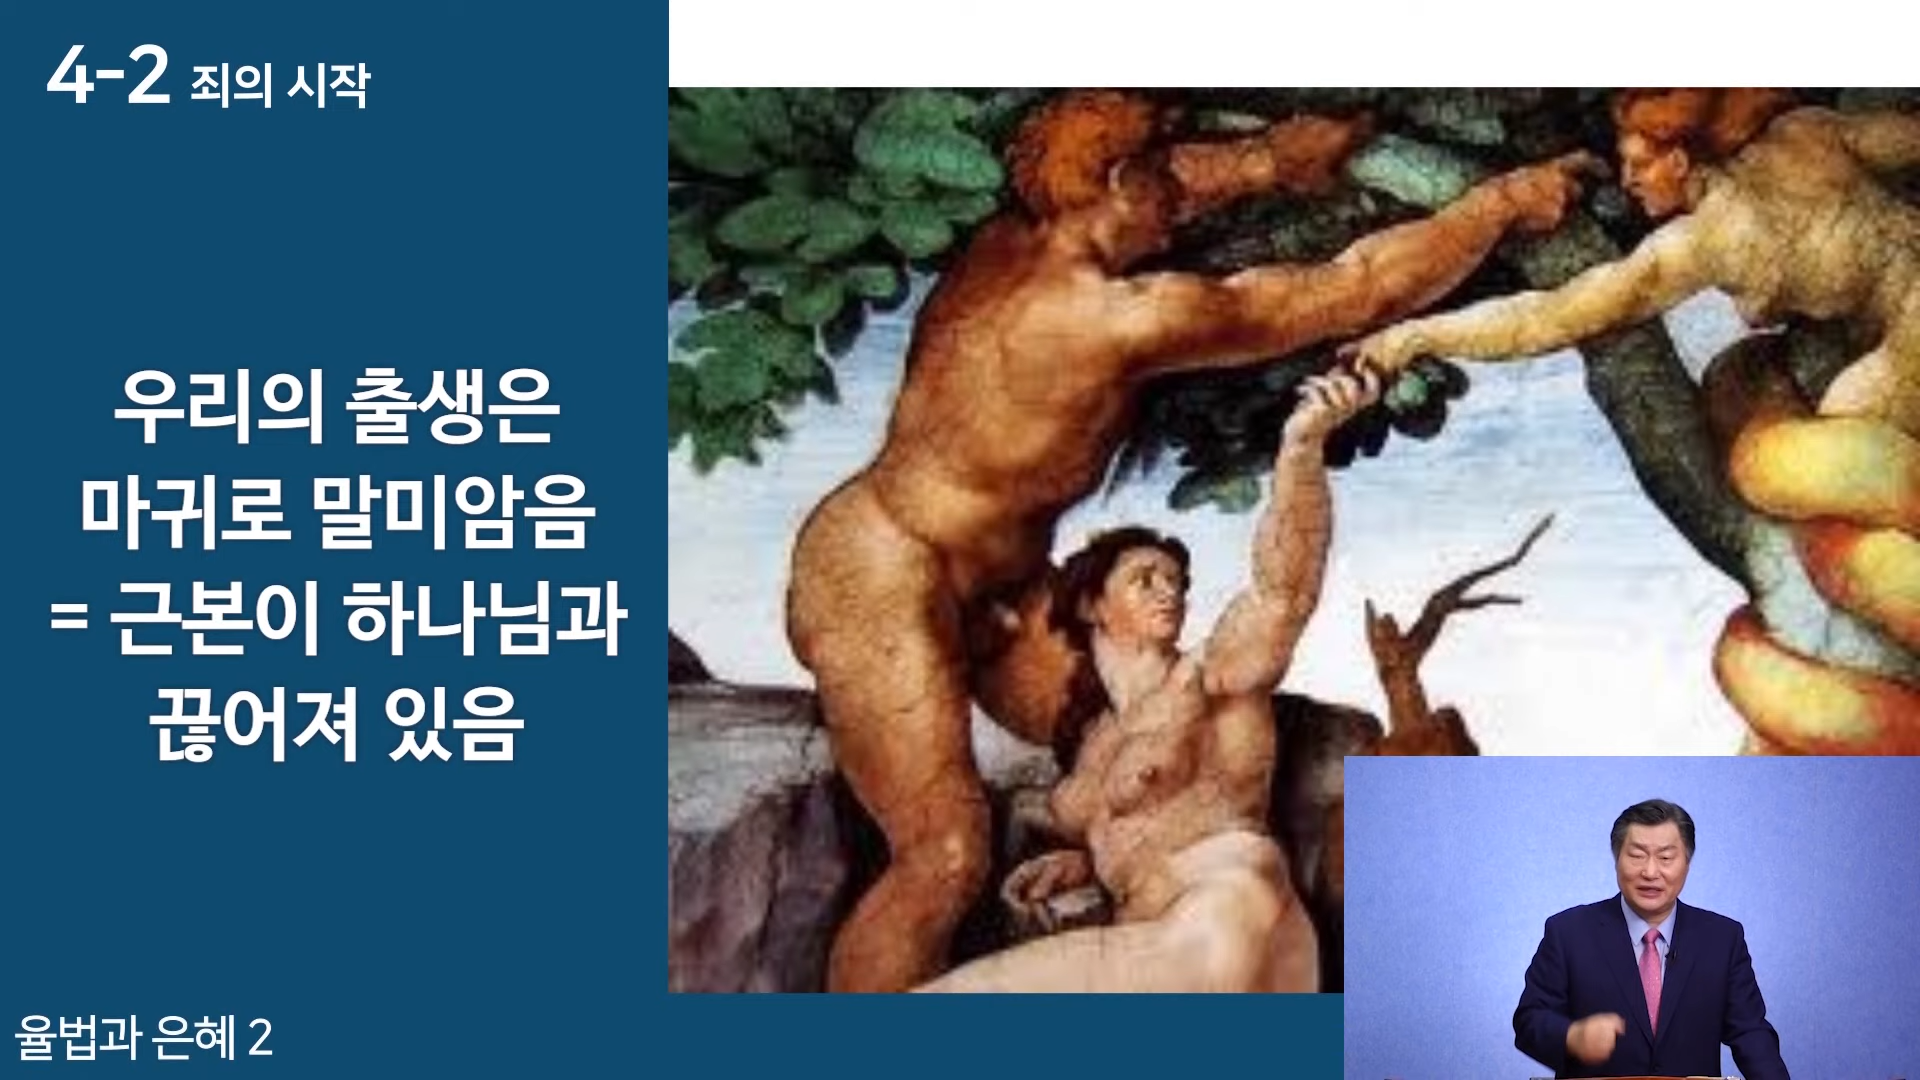 4-2 죄의 시작
우리의 출생은
마귀로 말미암음
= 근본이 하나님과
끊어져 있음
율법과 은혜 2